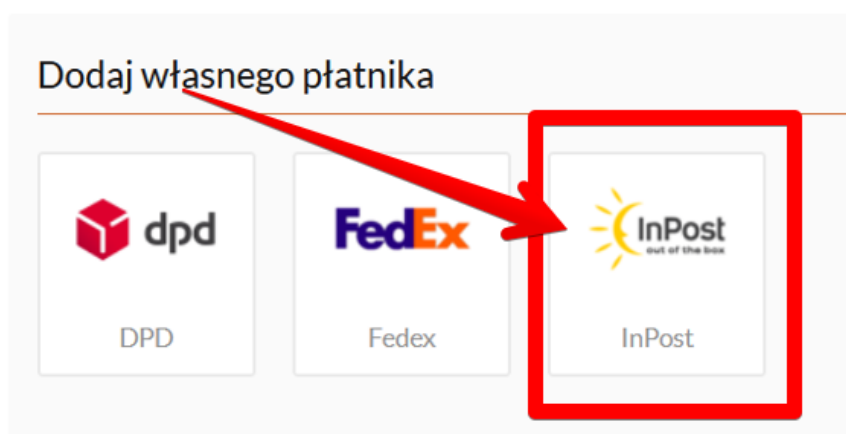 Dodaj własnego płatnika
dpd
FedEx
InPost
out of the box
DPD
Fedex
InPost